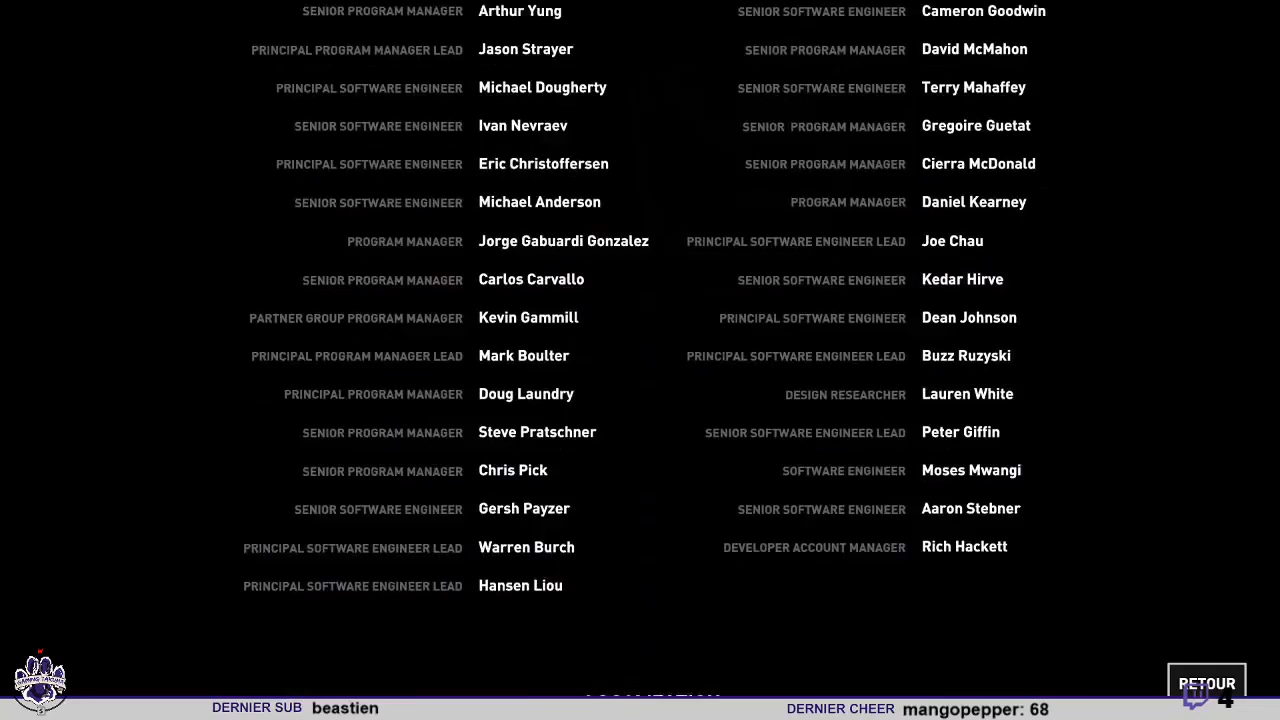 SENIOR PROGRAM MANAGER Arthur Yung
PRINCIPAL PROGRAM MANAGER LEAD Jason Strayer
PRINCIPAL SOFTWARE ENGINEER Michael Dougherty
SENIOR SOFTWARE ENGINEER Ivan Nevraev
PRINCIPAL SOFTWARE ENGINEER Eric Christoffersen
SENIOR SOFTWARE ENGINEER Michael Anderson
PROGRAM MANAGER Jorge Gabuardi Gonzalez
SENIOR PROGRAM MANAGER Carlos Carvallo
PARTNER GROUP PROGRAM MANAGER Kevin Gammill
PRINCIPAL PROGRAM MANAGER LEAD Mark Boulter
PRINCIPAL PROGRAM MANAGER Doug Laundry
SENIOR PROGRAM MANAGER Steve Pratschner
SENIOR PROGRAM MANAGER Chris Pick
SENIOR SOFTWARE ENGINEER Gersh Payzer
PRINCIPAL SOFTWARE ENGINEER LEAD Warren Burch
PRINCIPAL SOFTWARE ENGINEER LEAD Hansen Liou
SENIOR SOFTWARE ENGINEER Cameron Goodwin
SENIOR PROGRAM MANAGER David McMahon
SENIOR SOFTWARE ENGINEER Terry Mahaffey
SENIOR PROGRAM MANAGER Gregoire Guetat
SENIOR PROGRAM MANAGER Cierra McDonald
PROGRAM MANAGER Daniel Kearney
PRINCIPAL SOFTWARE ENGINEER LEAD Joe Chau
SENIOR SOFTWARE ENGINEER Kedar Hirve
PRINCIPAL SOFTWARE ENGINEER Dean Johnson
PRINCIPAL SOFTWARE ENGINEER LEAD Buzz Ruzyski
DESIGN RESEARCHER Lauren White
SENIOR SOFTWARE ENGINEER LEAD Peter Giffin
SOFTWARE ENGINEER Moses Mwangi
SENIOR SOFTWARE ENGINEER Aaron Stebner
DEVELOPER ACCOUNT MANAGER Rich Hackett
RETOUR
4
DERNIER SUB beastien
DERNIER CHEER mangopepper: 68